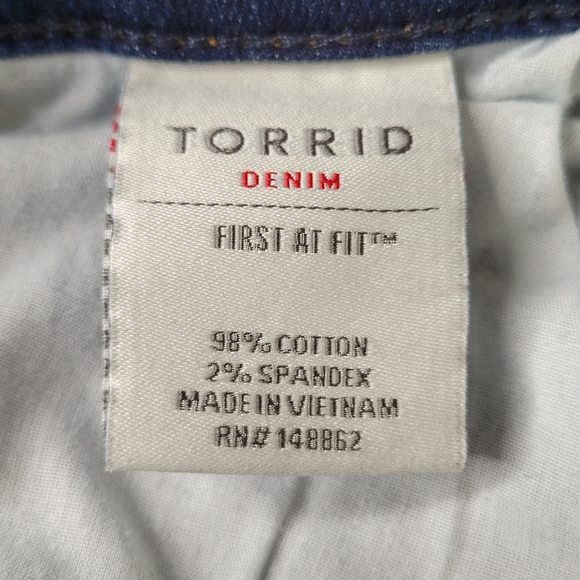 TORRID
DENIM
FIRST AT FIT™
98% COTTON
2% SPANDEX
MADE IN VIETNAM
RN# 148862